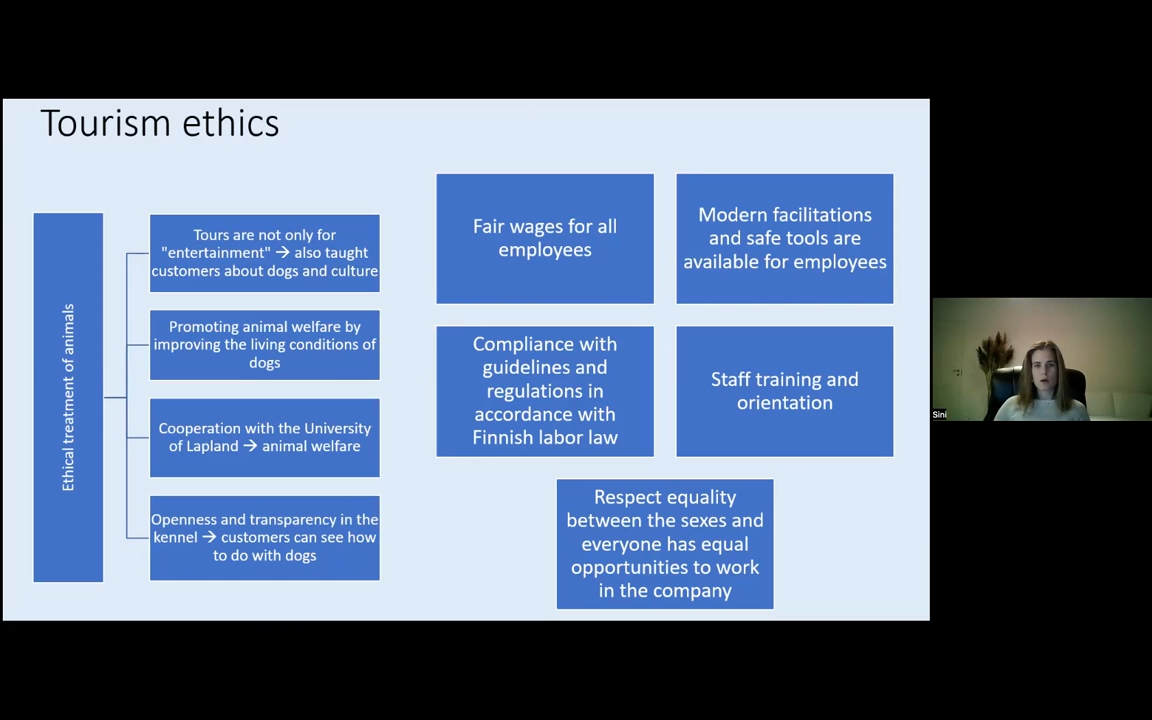 Tourism ethics
Ethical treatment of animals
Tours are not only for
"entertainment" → also taught
customers about dogs and culture
Promoting animal welfare by
improving the living conditions of
dogs
Cooperation with the University
of Lapland → animal welfare
Openness and transparency in the
kennel → customers can see how
to do with dogs
Fair wages for all
employees
Modern facilitations
and safe tools are
available for employees
Compliance with
guidelines and
regulations in
accordance with
Finnish labor law
Staff training and
orientation
Respect equality
between the sexes and
everyone has equal
opportunities to work
in the company
Sini